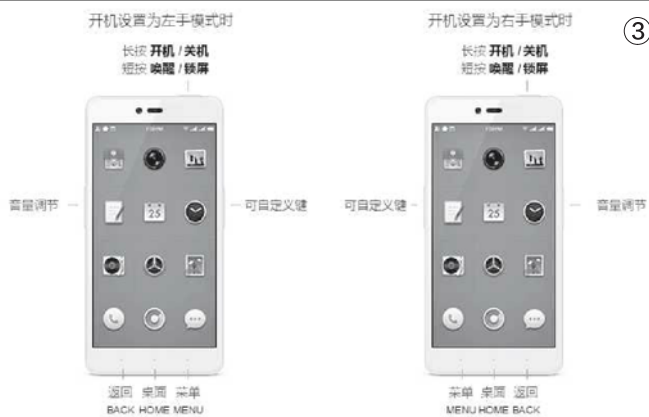 开机设置为左手模式时
长按 开机 / 关机
短按 唤醒 / 锁屏
音量调节
可自定义键
25
返回 桌面 菜单
BACK HOME MENU
开机设置为右手模式时
③
长按 开机 / 关机
短按 唤醒 / 锁屏
可自定义键
音量调节
25
菜单 桌面 返回
MENU HOME BACK